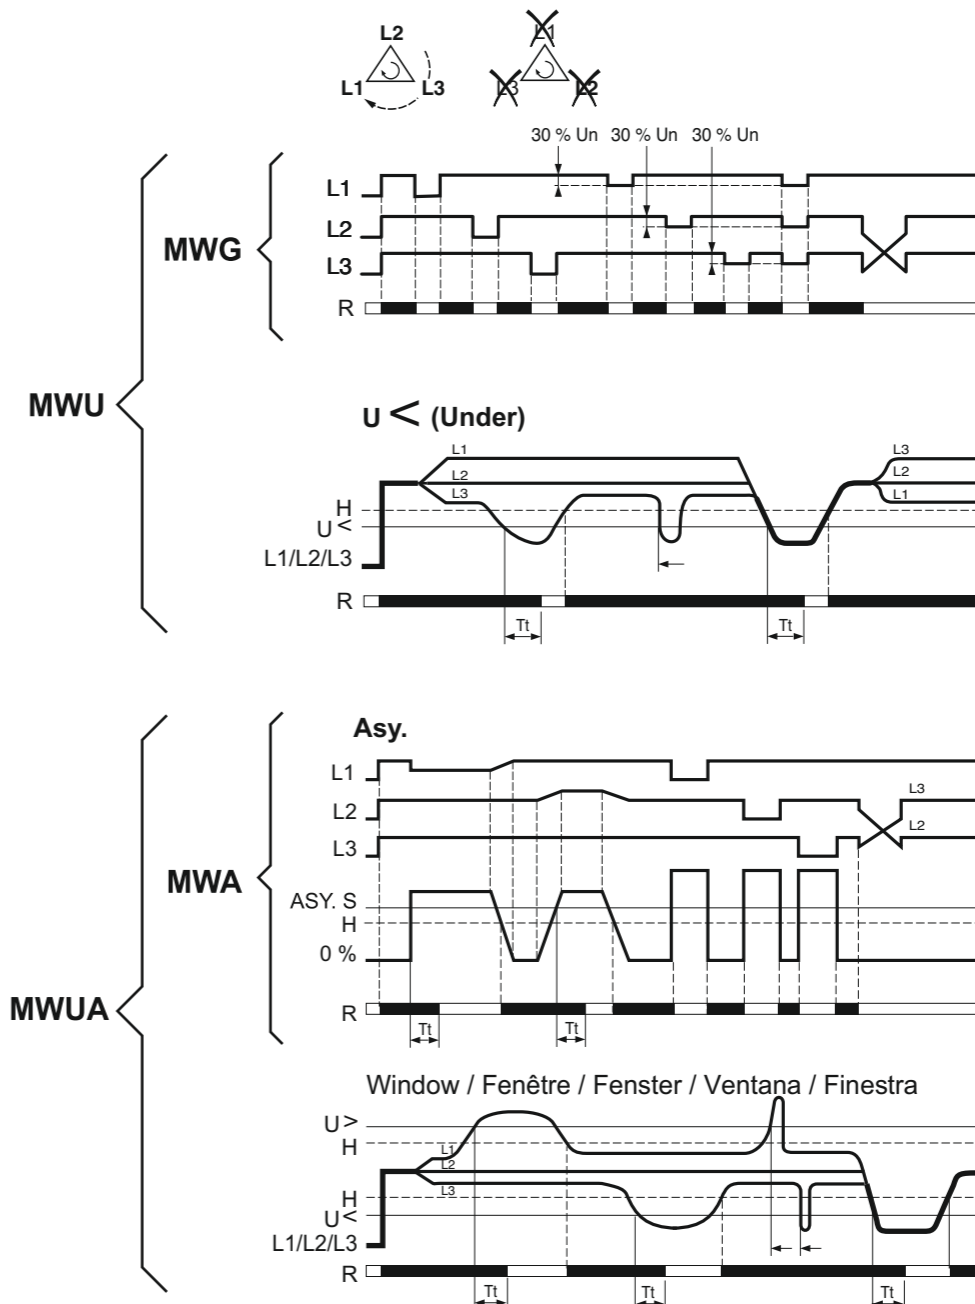 L2
L1
L3
L1
L3
L2
30 % Un 30 % Un 30 % Un
L1
L2
MWG
L3
R
MWU
U < (Under)
L1
L2
L3
L3
L2
L1
H
U <
L1/L2/L3
R
Tt Tt
Asy.
L1
L2
L3
L3
L2
MWA
ASY. S
H
0 %
MWUA
R
Tt Tt
Window / Fenêtre / Fenster / Ventana / Finestra
U >
H
L1
L2
L3
H
U <
L1/L2/L3
R
Tt Tt Tt